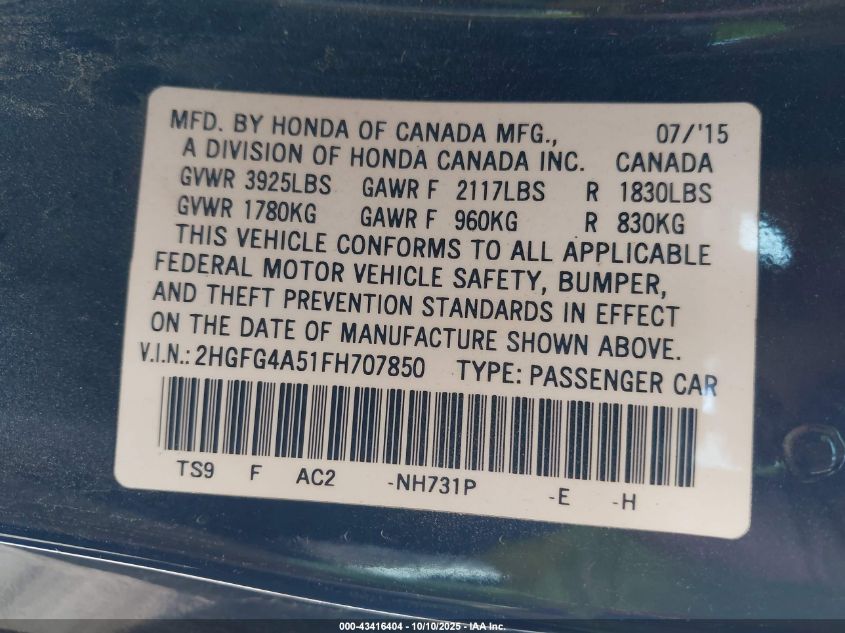 MFD. BY HONDA OF CANADA MFG., 07/'15
A DIVISION OF HONDA CANADA INC. CANADA
GVWR 3925LBS GAWR F 2117LBS R 1830LBS
GVWR 1780KG GAWR F 960KG R 830KG
THIS VEHICLE CONFORMS TO ALL APPLICABLE
FEDERAL MOTOR VEHICLE SAFETY, BUMPER,
AND THEFT PREVENTION STANDARDS IN EFFECT
ON THE DATE OF MANUFACTURE SHOWN ABOVE.
V.I.N.: 2HGFG4A51FH707850 TYPE: PASSENGER CAR
TS9 F AC2 -NH731P -E -H
000-43416404 - 10/10/2025 - IAA Inc.